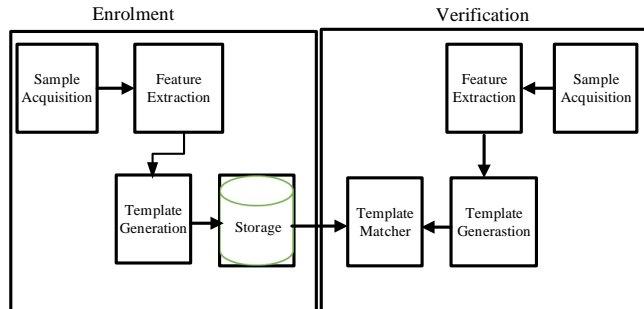 Enrolment
Verification
Sample
Acquisition
Feature
Extraction
Feature
Extraction
Sample
Acquisition
Template
Generation
Storage
Template
Matcher
Template
Generastion